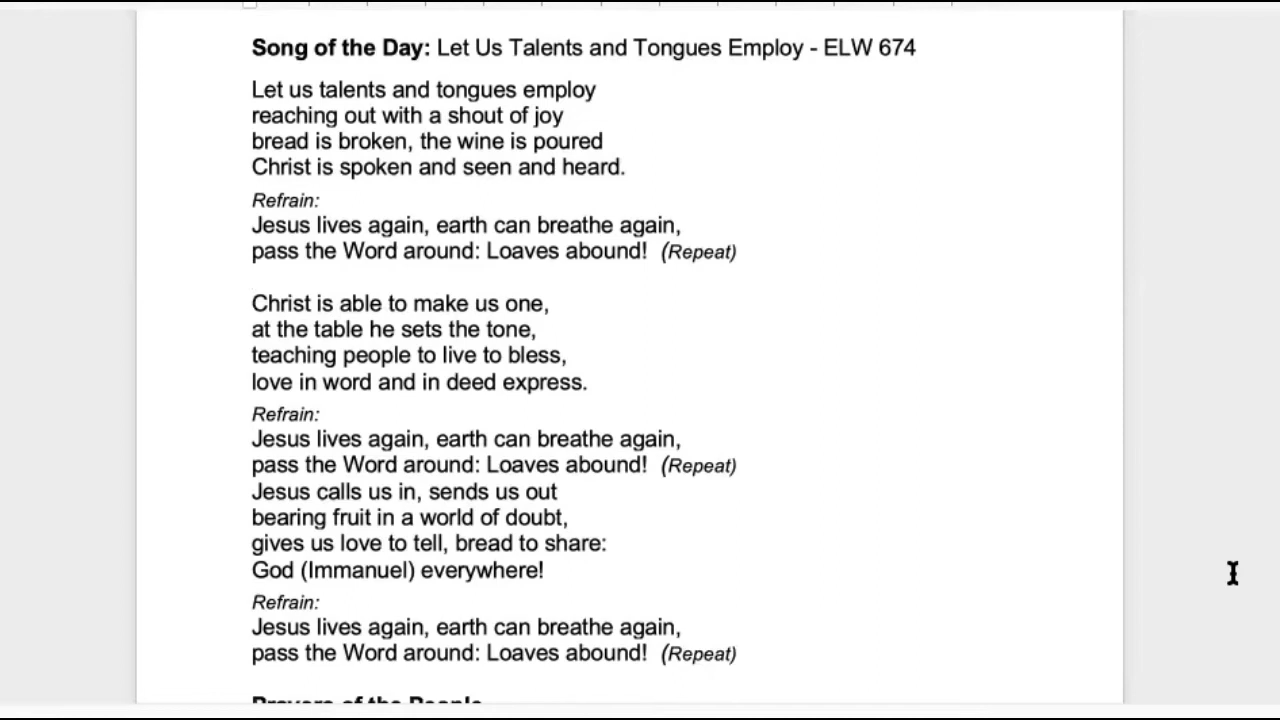 Song of the Day: Let Us Talents and Tongues Employ - ELW 674
Let us talents and tongues employ
reaching out with a shout of joy
bread is broken, the wine is poured
Christ is spoken and seen and heard.
Refrain:
Jesus lives again, earth can breathe again,
pass the Word around: Loaves abound! (Repeat)
Christ is able to make us one,
at the table he sets the tone,
teaching people to live to bless,
love in word and in deed express.
Refrain:
Jesus lives again, earth can breathe again,
pass the Word around: Loaves abound! (Repeat)
Jesus calls us in, sends us out
bearing fruit in a world of doubt,
gives us love to tell, bread to share:
God (Immanuel) everywhere!
Refrain:
Jesus lives again, earth can breathe again,
pass the Word around: Loaves abound! (Repeat)
Prayers of the People